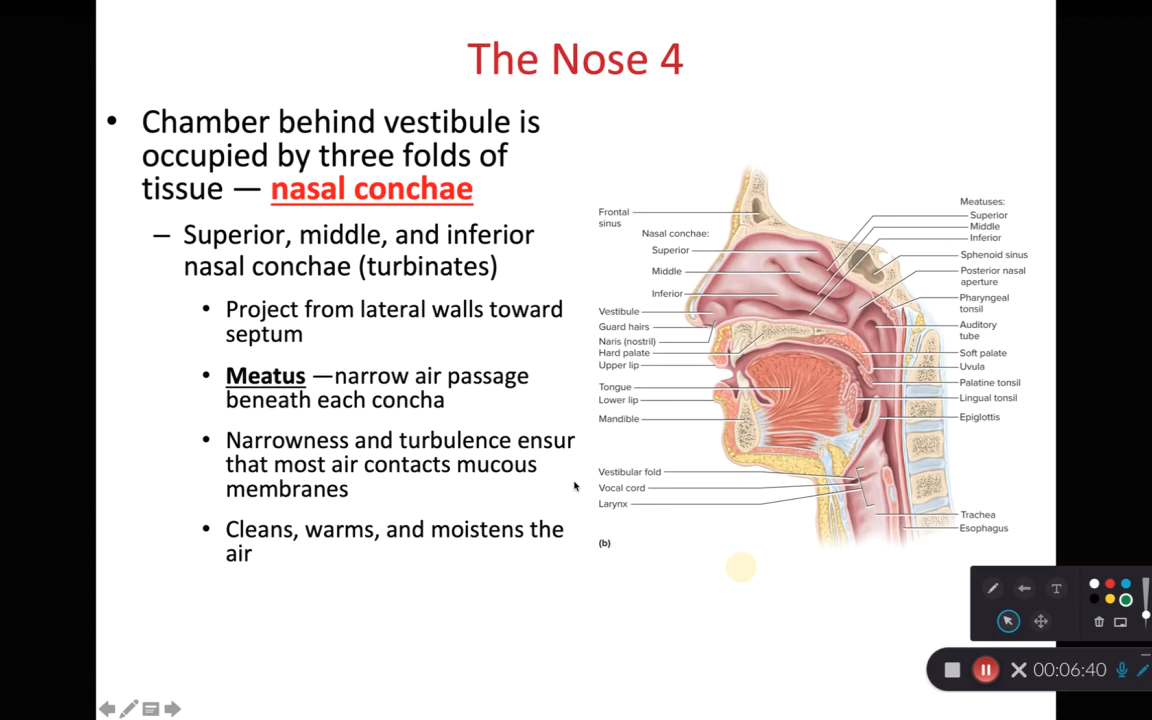 The Nose 4
• Chamber behind vestibule is
occupied by three folds of
tissue — nasal conchae
– Superior, middle, and inferior
nasal conchae (turbinates)
• Project from lateral walls toward
septum
• Meatus —narrow air passage
beneath each concha
• Narrowness and turbulence ensur
that most air contacts mucous
membranes
• Cleans, warms, and moistens the
air
Frontal
sinus
Nasal conchae:
Superior
Middle
Inferior
Vestibule
Guard hairs
Naris (nostril)
Hard palate
Upper lip
Tongue
Lower lip
Mandible
Vestibular fold
Vocal cord
Larynx
(b)
Meatuses:
Superior
Middle
Inferior
Sphenoid sinus
Posterior nasal
aperture
Pharyngeal
tonsil
Auditory
tube
Soft palate
Uvula
Palatine tonsil
Lingual tonsil
Epiglottis
Trachea
Esophagus
T
00:06:40